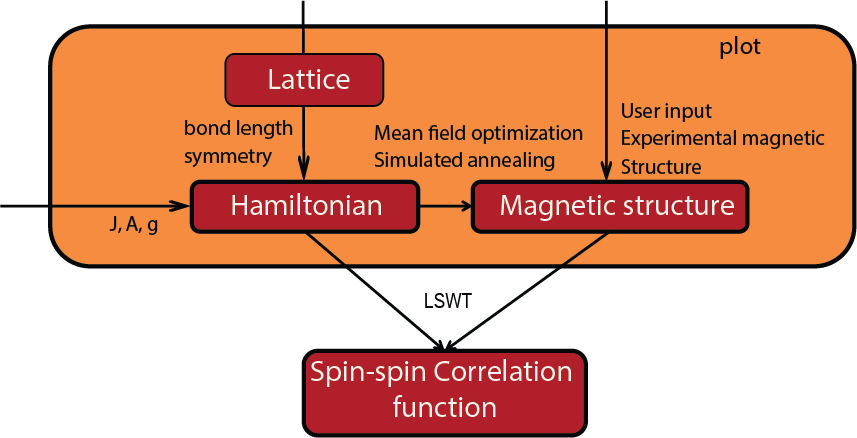 plot
Lattice
bond length
symmetry
Mean field optimization
Simulated annealing
User input
Experimental magnetic
Structure
J, A, g
Hamiltonian
Magnetic structure
LSWT
Spin-spin Correlation
function